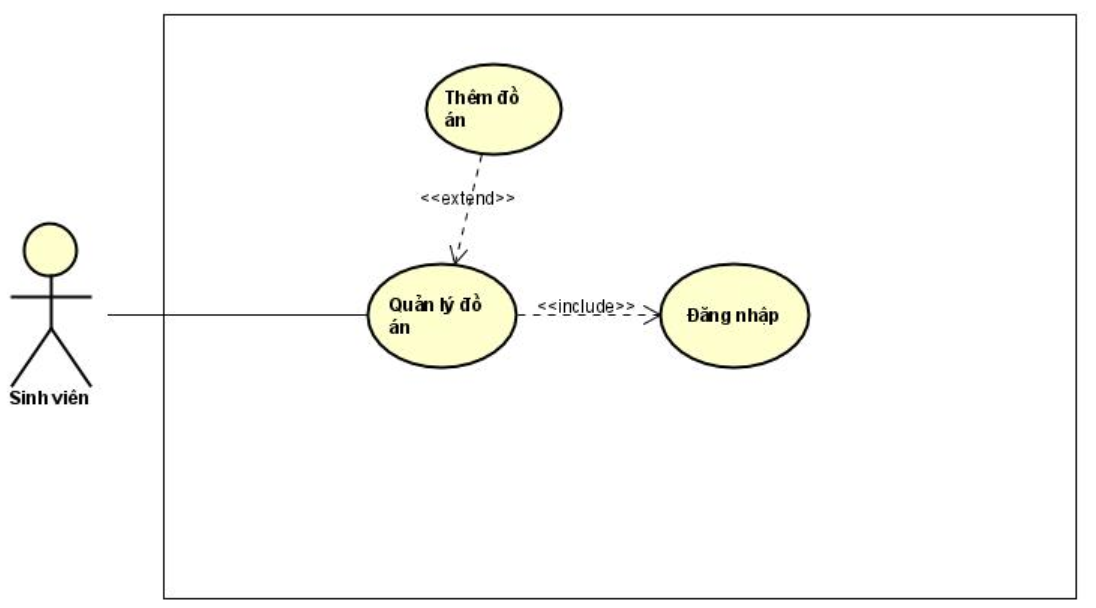 Thêm đồ
án
<<extend>>
Quản lý đồ
án
<<include>>
Đăng nhập
Sinh viên